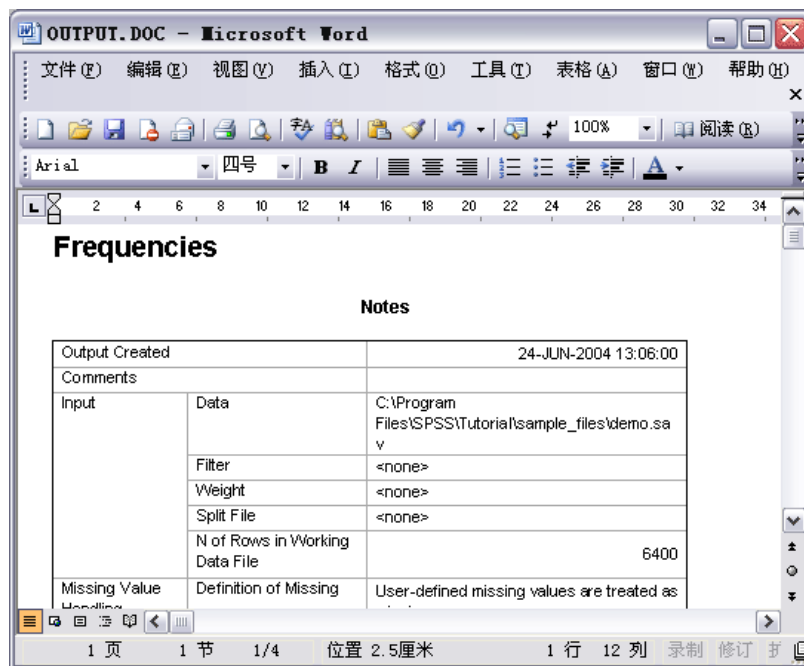 OUTPUT.DOC - Microsoft Word
文件(F) 编辑(E) 视图(V) 插入(I) 格式(O) 工具(T) 表格(A) 窗口(W) 帮助(H)
100% 阅读(R)
Arial 四号 B I A
2 4 6 8 10 12 14 16 18 20 22 24 26 28 30 32 34
Frequencies
Notes
Output Created 24-JUN-2004 13:06:00
Comments
Input Data C:\Program
Files\SPSS\Tutorial\sample_files\demo.sa
v
Filter <none>
Weight <none>
Split File <none>
N of Rows in Working
Data File 6400
Missing Value Definition of Missing User-defined missing values are treated as
1 页 1 节 1/4 位置 2.5厘米 1 行 12 列 录制 修订